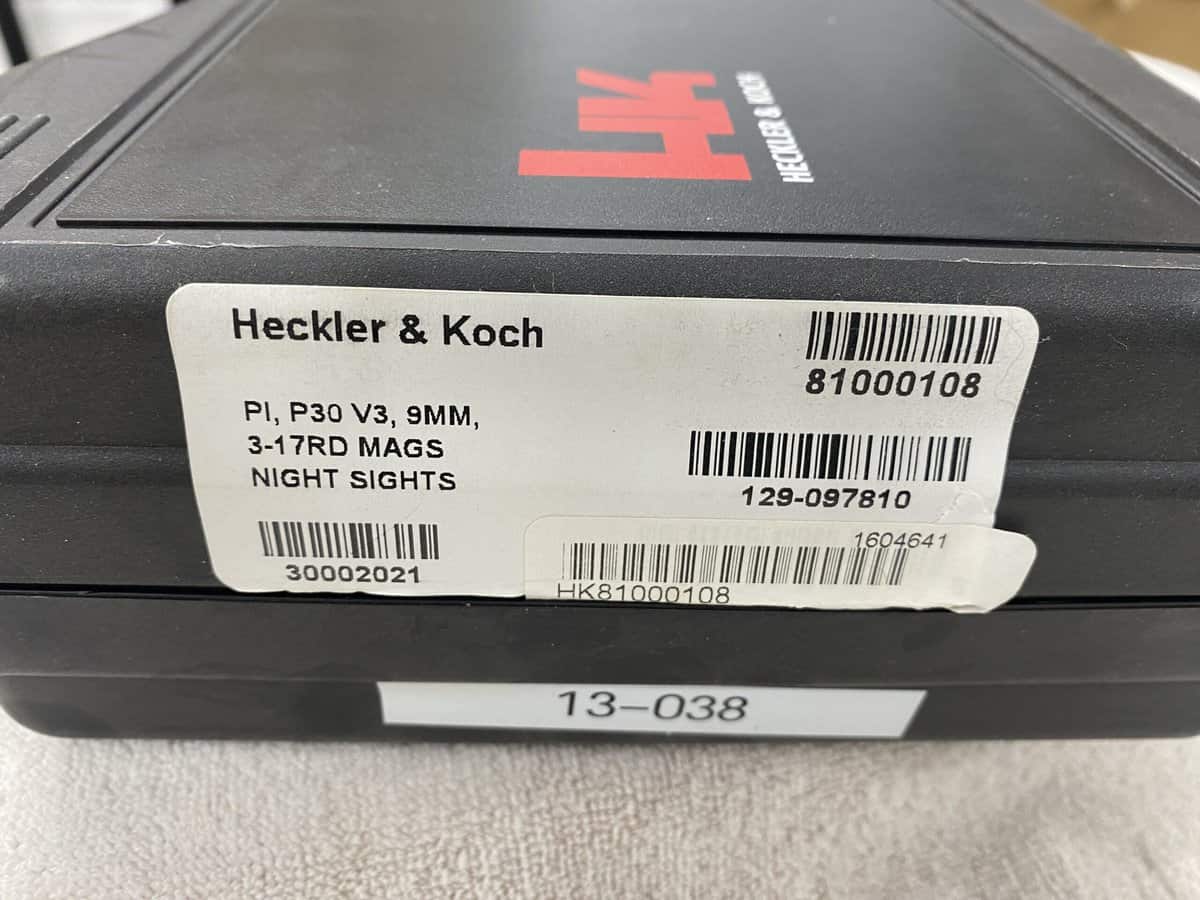 HK
HECKLER & KOCH
Heckler & Koch
81000108
PI, P30 V3, 9MM,
3-17RD MAGS
NIGHT SIGHTS
129-097810
30002021
1604641
HK81000108
13-038